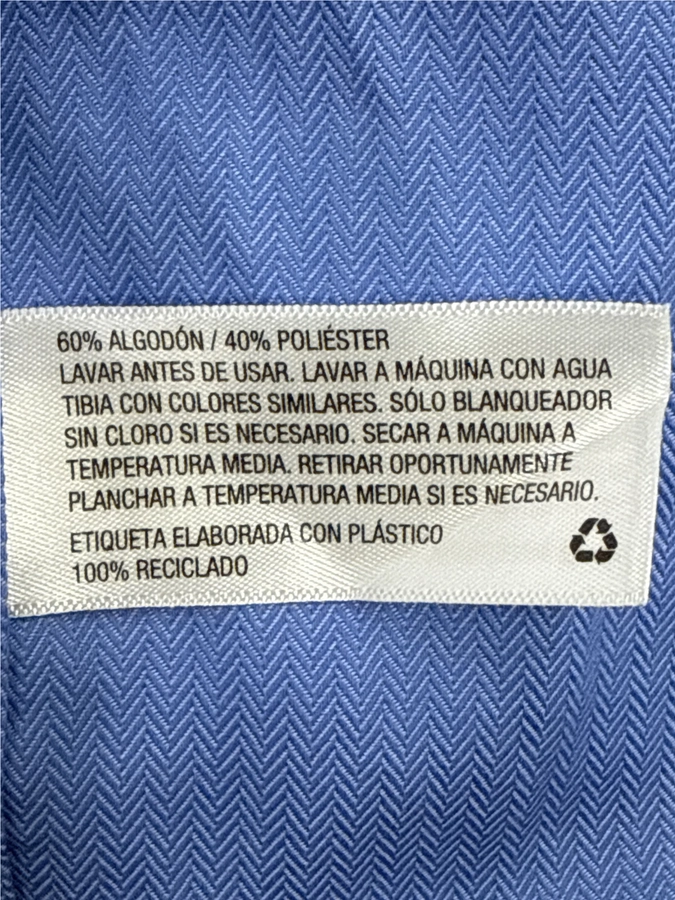 60% ALGODÓN / 40% POLIÉSTER
LAVAR ANTES DE USAR. LAVAR A MÁQUINA CON AGUA
TIBIA CON COLORES SIMILARES. SÓLO BLANQUEADOR
SIN CLORO SI ES NECESARIO. SECAR A MÁQUINA A
TEMPERATURA MEDIA. RETIRAR OPORTUNAMENTE
PLANCHAR A TEMPERATURA MEDIA SI ES NECESARIO.
ETIQUETA ELABORADA CON PLÁSTICO
100% RECICLADO